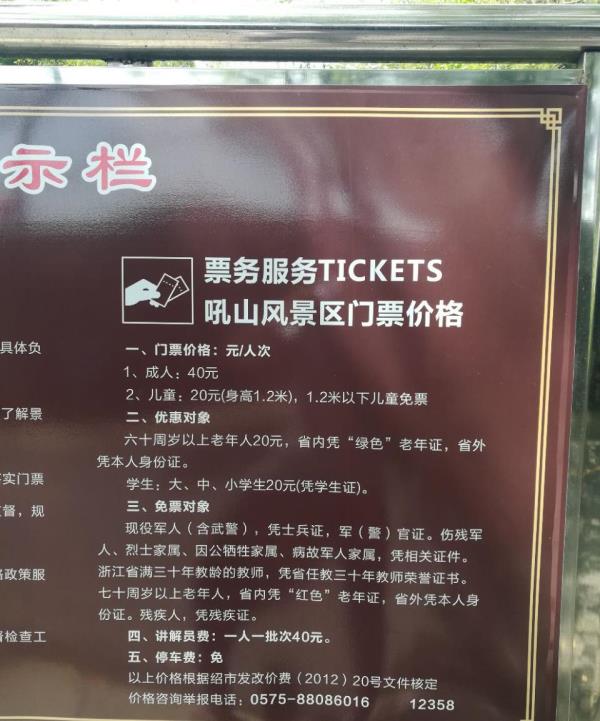 示栏
票务服务TICKETS
吼山风景区门票价格
具体负
了解景
实门票
督，规
政策服
检查工
一、门票价格：元/人次
1、成人：40元
2、儿童：20元(身高1.2米)，1.2米以下儿童免票
二、优惠对象
六十周岁以上老年人20元，省内凭“绿色”老年证，省外
凭本人身份证。
学生：大、中、小学生20元(凭学生证)。
三、免票对象
现役军人（含武警），凭士兵证，军（警）官证。伤残军
人、烈士家属、因公牺牲家属、病故军人家属，凭相关证件。
浙江省满三十年教龄的教师，凭省任教三十年教师荣誉证书。
七十周岁以上老年人，省内凭“红色”老年证，省外凭本人身
份证。残疾人，凭残疾证。
四、讲解员费：一人一批次40元。
五、停车费：免
以上价格根据绍市发改价费（2012）20号文件核定
价格咨询举报电话：0575-88086016 12358